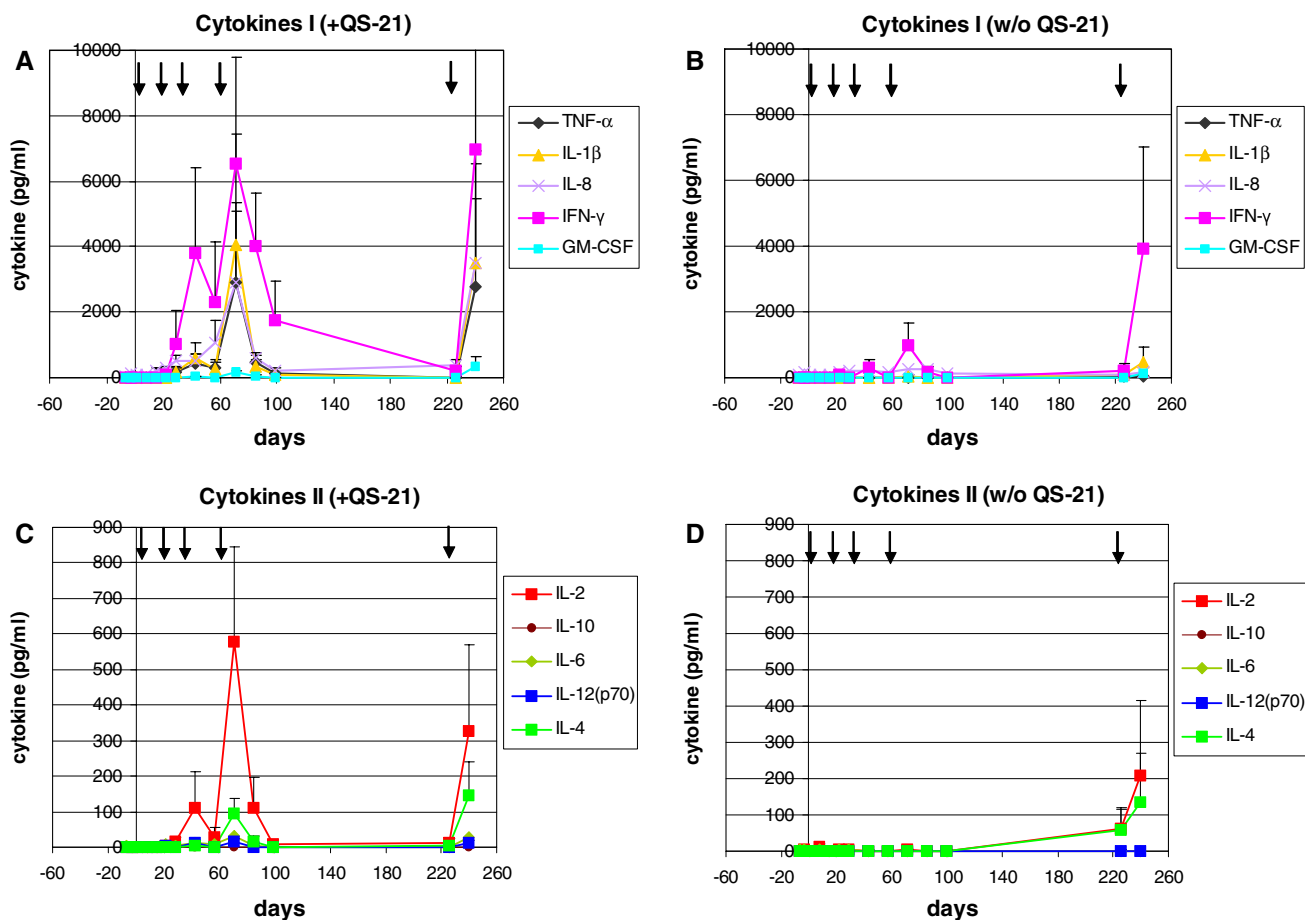 Cytokines I (+QS-21)
A
cytokine (pg/ml)
10000
8000
6000
4000
2000
0
-60 -20 20 60 100 140 180 220 260
days
TNF-α
IL-1β
IL-8
IFN-γ
GM-CSF
Cytokines I (w/o QS-21)
B
cytokine (pg/ml)
10000
8000
6000
4000
2000
0
-60 -20 20 60 100 140 180 220 260
days
TNF-α
IL-1β
IL-8
IFN-γ
GM-CSF
Cytokines II (+QS-21)
C
cytokine (pg/ml)
900
800
700
600
500
400
300
200
100
0
-60 -20 20 60 100 140 180 220 260
days
IL-2
IL-10
IL-6
IL-12(p70)
IL-4
Cytokines II (w/o QS-21)
D
cytokine (pg/ml)
900
800
700
600
500
400
300
200
100
0
-60 -20 20 60 100 140 180 220 260
days
IL-2
IL-10
IL-6
IL-12(p70)
IL-4